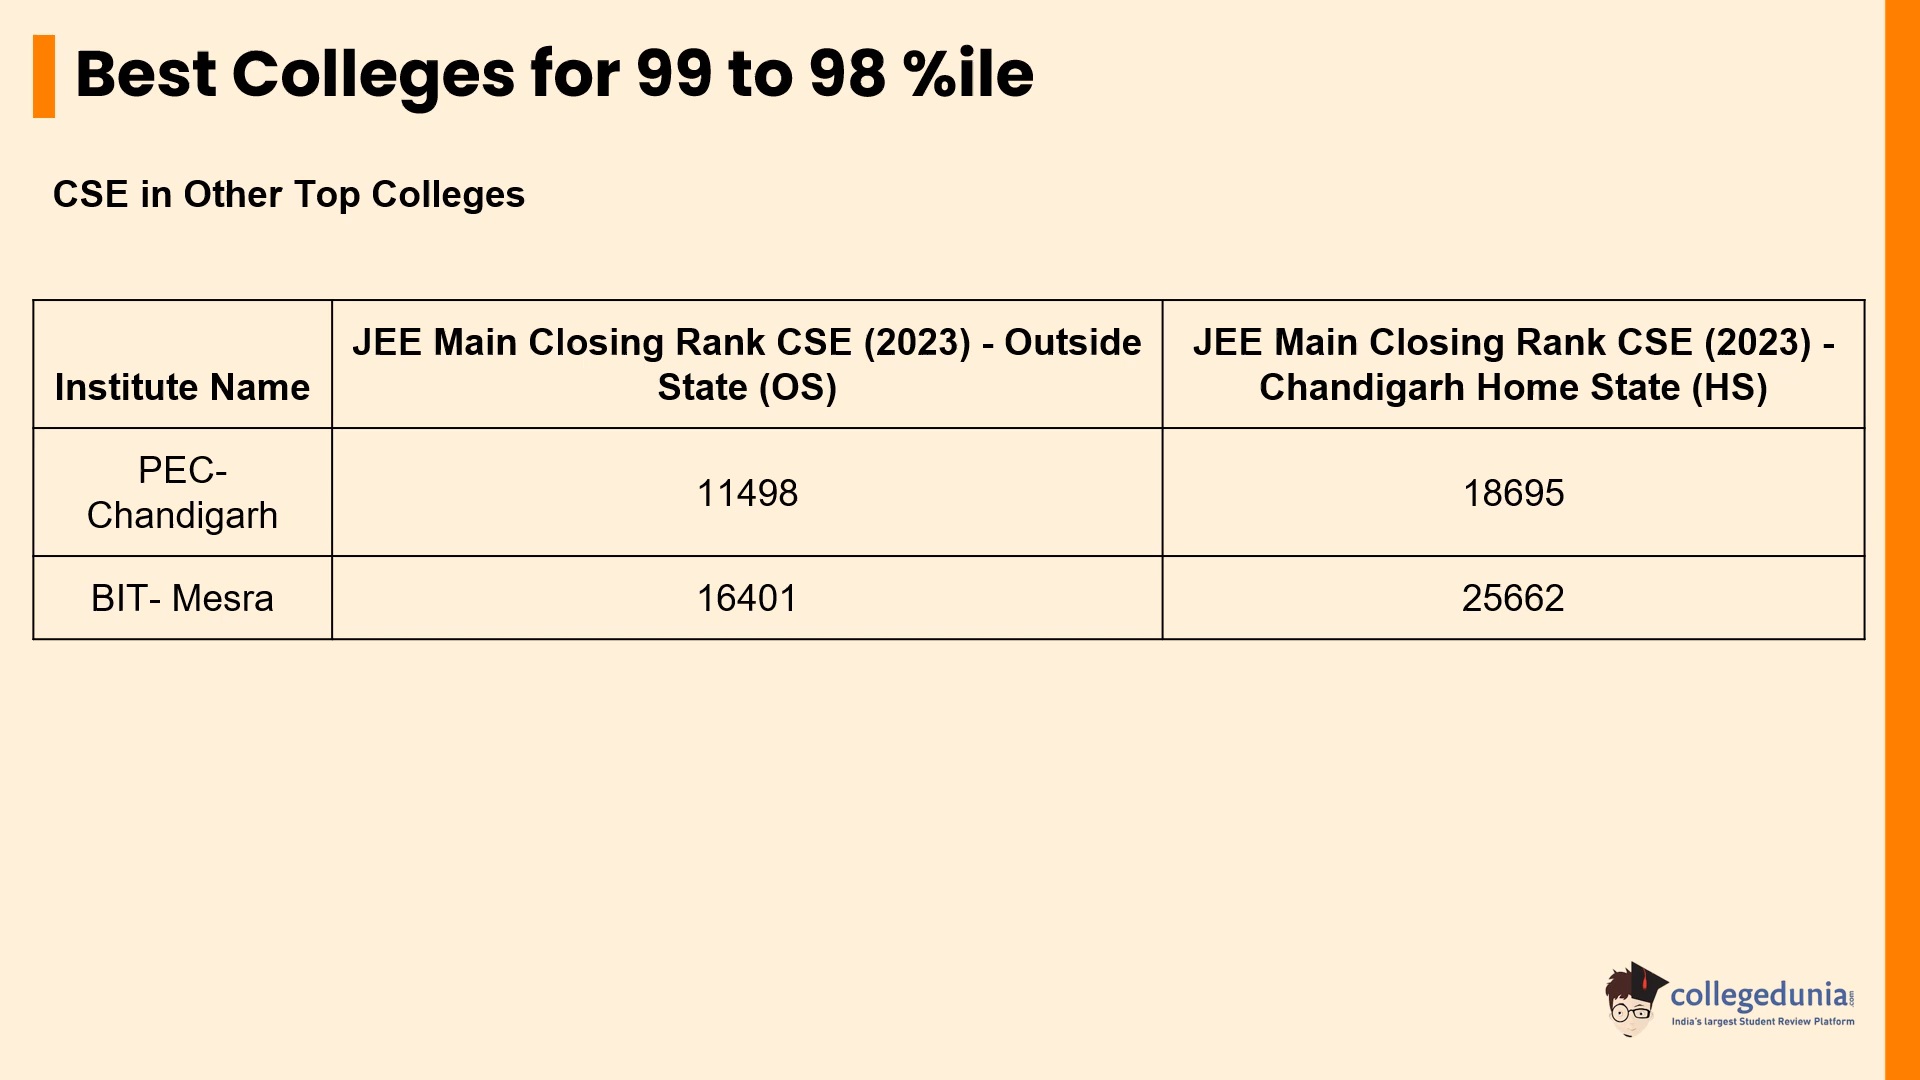 Best Colleges for 99 to 98 %ile
CSE in Other Top Colleges
Institute Name
JEE Main Closing Rank CSE (2023) - Outside
State (OS)
JEE Main Closing Rank CSE (2023) -
Chandigarh Home State (HS)
PEC-
Chandigarh
11498
18695
BIT- Mesra
16401
25662
collegedunia.com
India's largest Student Review Platform